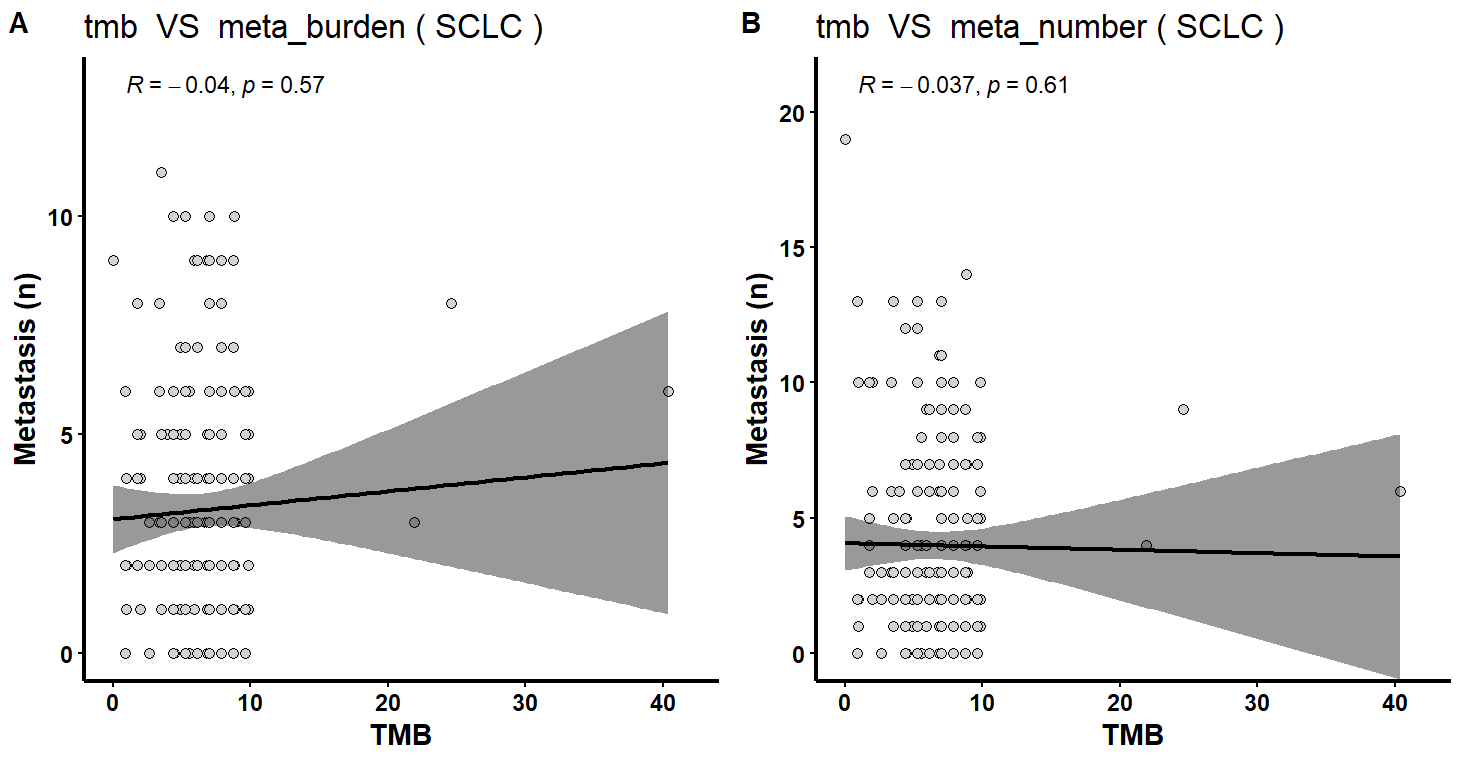 A
tmb VS meta_burden ( SCLC )
R = − 0.04, p = 0.57
10
5
0
Metastasis (n)
0 10 20 30 40
TMB
B
tmb VS meta_number ( SCLC )
R = − 0.037, p = 0.61
20
15
10
5
0
Metastasis (n)
0 10 20 30 40
TMB